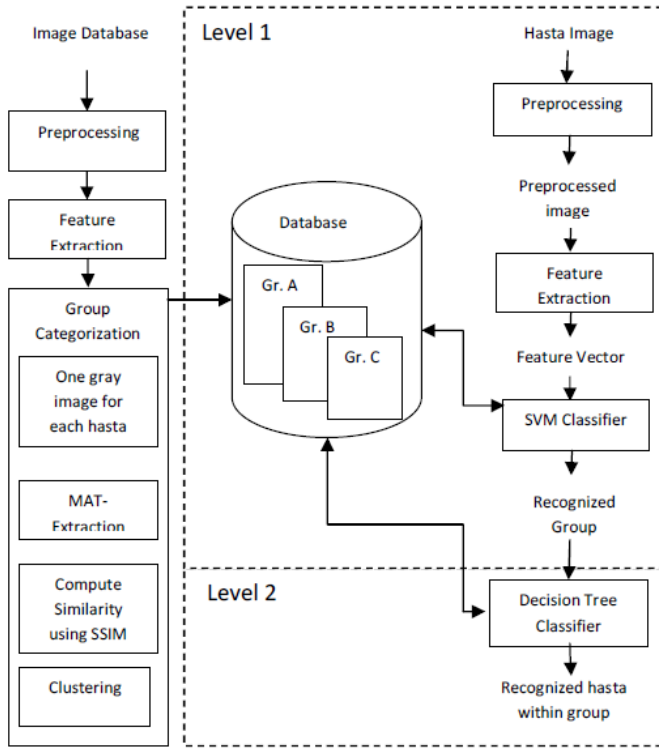 Image Database
Preprocessing
Feature
Extraction
Group
Categorization
One gray
image for
each hasta
MAT-
Extraction
Compute
Similarity
using SSIM
Clustering
Level 1
Database
Gr. A
Gr. B
Gr. C
Hasta Image
Preprocessing
Preprocessed
image
Feature
Extraction
Feature Vector
SVM Classifier
Recognized
Group
Level 2
Decision Tree
Classifier
Recognized hasta
within group